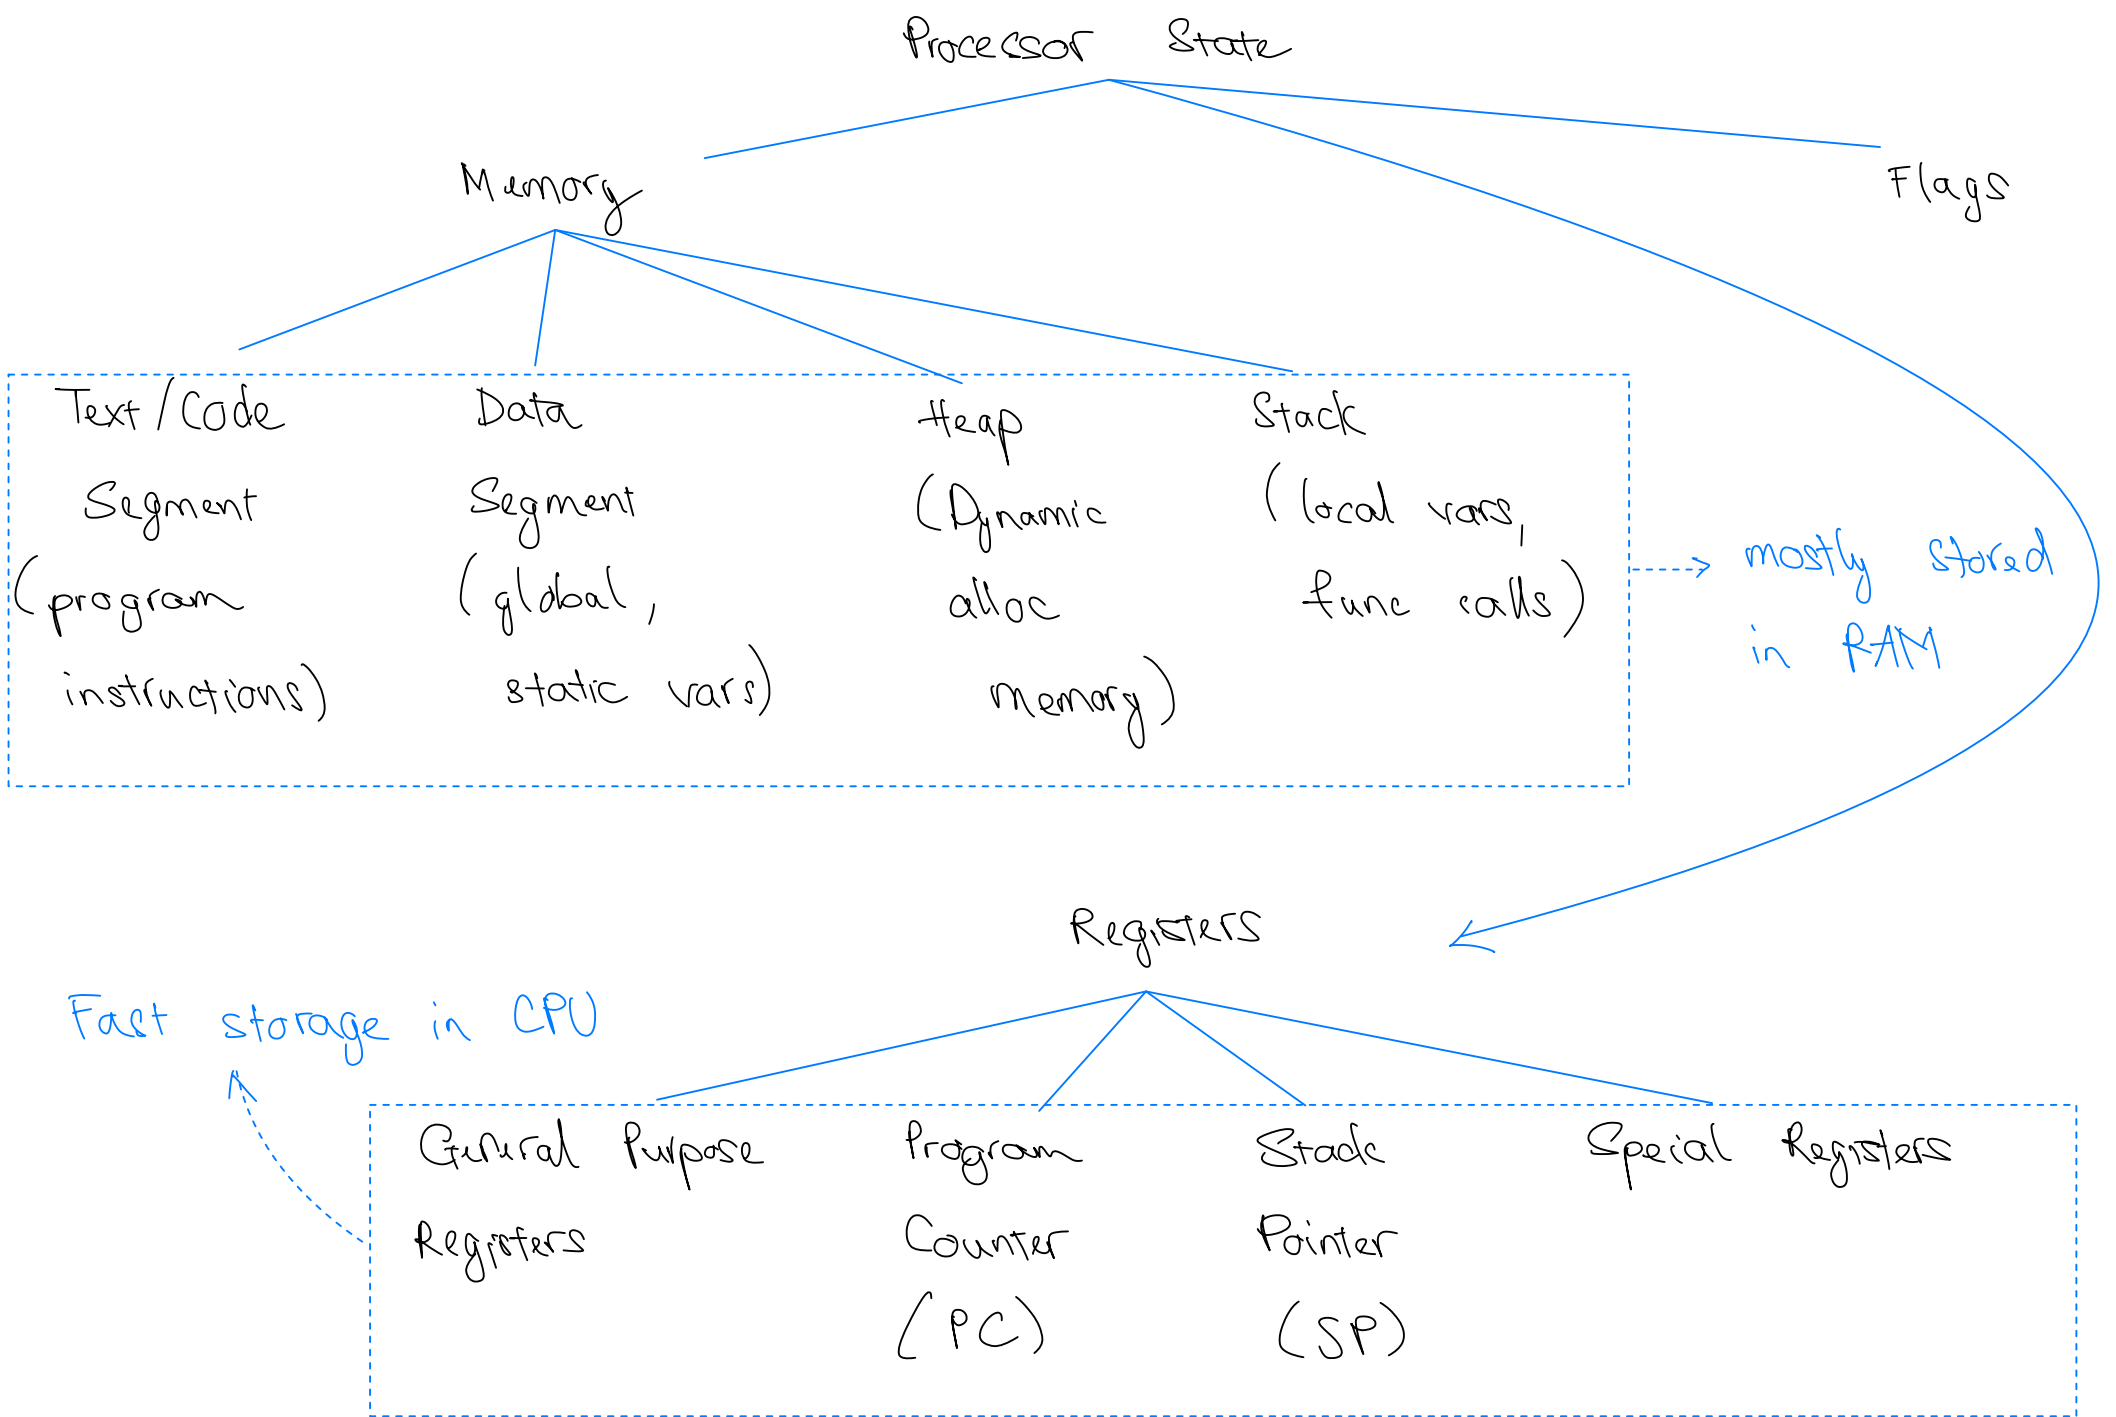 Processor State
Memory
Flags
Text/Code
Segment
(program
instructions)
Data
Segment
(global,
static vars)
Heap
(Dynamic
alloc
memory)
Stack
(local vars,
func calls)
mostly stored
in RAM
Registers
Fast storage in CPU
General Purpose
Registers
Program
Counter
(PC)
Stack
Pointer
(SP)
Special Registers